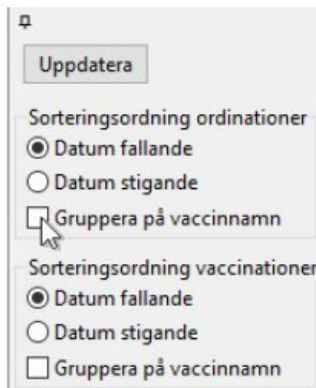 Uppdatera
Sorteringsordning ordinationer
Datum fallande
Datum stigande
Gruppera på vaccinnamn
Sorteringsordning vaccinationer
Datum fallande
Datum stigande
Gruppera på vaccinnamn